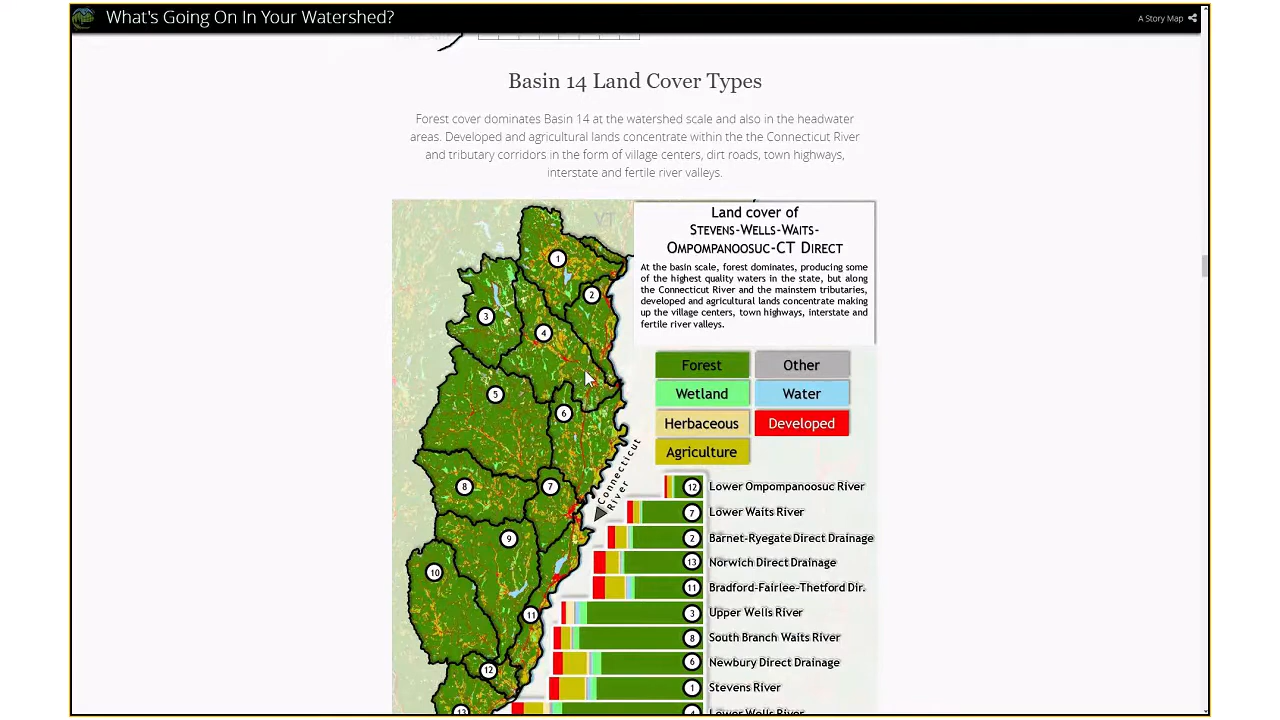 What's Going On In Your Watershed?
A Story Map
Basin 14 Land Cover Types
Forest cover dominates Basin 14 at the watershed scale and also in the headwater
areas. Developed and agricultural lands concentrate within the the Connecticut River
and tributary corridors in the form of village centers, dirt roads, town highways,
interstate and fertile river valleys.
VT
Land cover of
STEVENS-WELLS-WAITS-
OMPOMPANOOSUC-CT DIRECT
At the basin scale, forest dominates, producing some
of the highest quality waters in the state, but along
the Connecticut River and the mainstem tributaries,
developed and agricultural lands concentrate making
up the village centers, town highways, interstate and
fertile river valleys.
1
2
3
4
5
6
7
8
9
10
11
12
13
Connecticut
River
Forest
Other
Wetland
Water
Herbaceous
Developed
Agriculture
12 Lower Ompompanoosuc River
7 Lower Waits River
2 Barnet-Ryegate Direct Drainage
13 Norwich Direct Drainage
11 Bradford-Fairlee-Thetford Dir.
3 Upper Wells River
8 South Branch Waits River
6 Newbury Direct Drainage
1 Stevens River
4 Lower Wells River